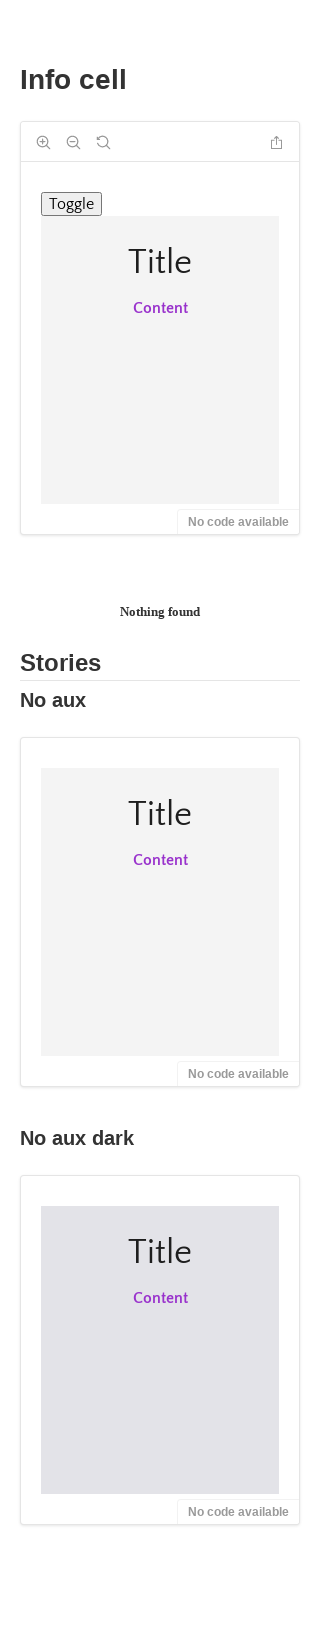 Info cell
Toggle
Title
Content
No code available
Nothing found
Stories
No aux
Title
Content
No code available
No aux dark
Title
Content
No code available